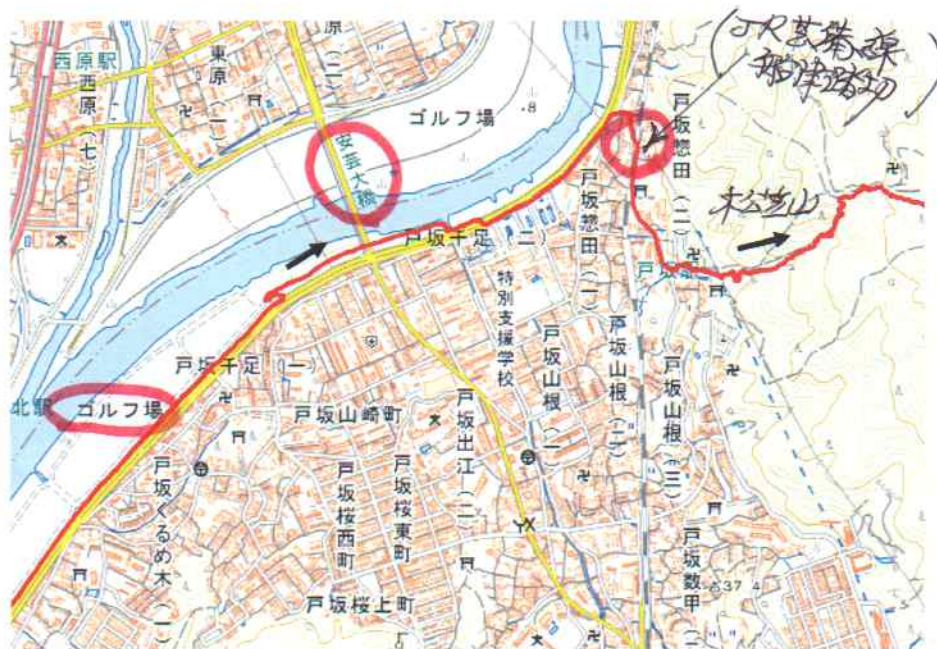 西原駅
西原(七)
東原(一)
原(二)
安芸大橋
ゴルフ場
.8
(JR芸備線
踏切)
戸坂惣田(二)
戸坂惣田(一)
松笠山
戸坂千足(二)
特別支援学校
戸坂千足(一)
北駅
ゴルフ場
戸坂山崎町
戸坂出江(二)
戸坂山根(一)
戸坂山根(二)
戸坂山根(三)
戸坂くるめ木(一)
戸坂桜西町
戸坂桜東町
戸坂桜上町
戸坂数甲(二)